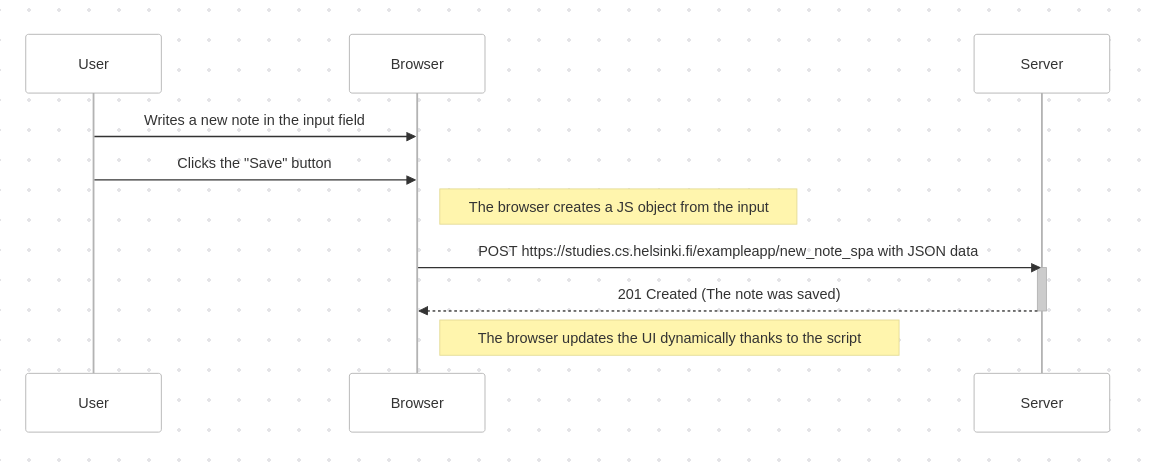 User
Browser
Server
Writes a new note in the input field
Clicks the "Save" button
The browser creates a JS object from the input
POST https://studies.cs.helsinki.fi/exampleapp/new_note_spa with JSON data
201 Created (The note was saved)
The browser updates the UI dynamically thanks to the script
User
Browser
Server